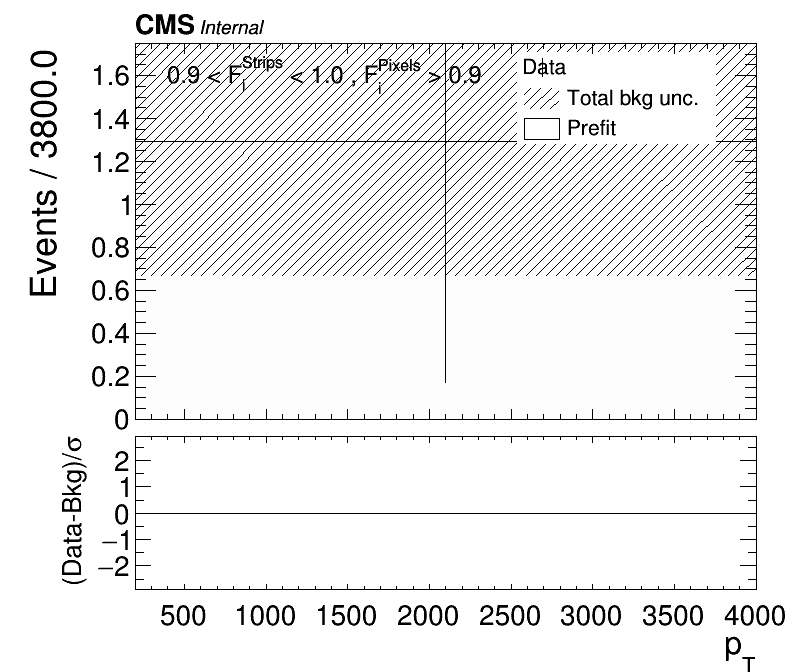 CMS Internal
Events / 3800.0
0.9 < F_i^Strips < 1.0 , F_i^Pixels > 0.9
Data
Total bkg unc.
Prefit
1.6
1.4
1.2
1
0.8
0.6
0.4
0.2
0
(Data-Bkg)/σ
2
1
0
−1
−2
500 1000 1500 2000 2500 3000 3500 4000
p_T